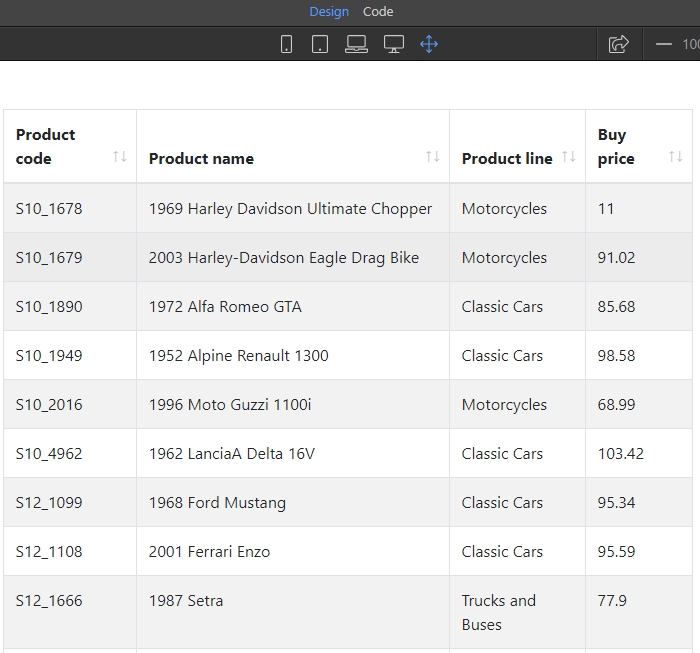 Design Code
100
Product code Product name Product line Buy price
S10_1678 1969 Harley Davidson Ultimate Chopper Motorcycles 11
S10_1679 2003 Harley-Davidson Eagle Drag Bike Motorcycles 91.02
S10_1890 1972 Alfa Romeo GTA Classic Cars 85.68
S10_1949 1952 Alpine Renault 1300 Classic Cars 98.58
S10_2016 1996 Moto Guzzi 1100i Motorcycles 68.99
S10_4962 1962 LanciaA Delta 16V Classic Cars 103.42
S12_1099 1968 Ford Mustang Classic Cars 95.34
S12_1108 2001 Ferrari Enzo Classic Cars 95.59
S12_1666 1987 Setra Trucks and Buses 77.9